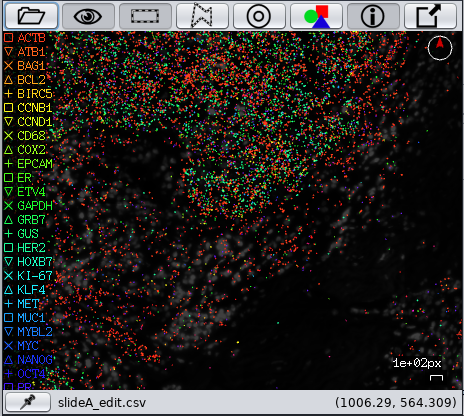 ACTB
ATB1
BAG1
BCL2
BIRC5
CCNB1
CCND1
CD68
COX2
EPCAM
ER
ETV4
GAPDH
GRB7
GUS
HER2
HOXB7
KI-67
KLF4
MET
MUC1
MYBL2
MYC
NANOG
OCT4
PR
1e+02px
slideA_edit.csv
(1006.29, 564.309)